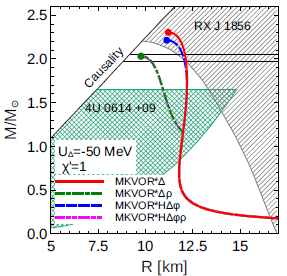 2.5
2.0
1.5
1.0
0.5
0.0
M/M⊙
RX J 1856
Causality
4U 0614 +09
U_Δ=-50 MeV
χ'=1
MKVOR*Δ
MKVOR*Δρ
MKVOR*HΔφ
MKVOR*HΔφρ
5 7.5 10 12.5 15
R [km]